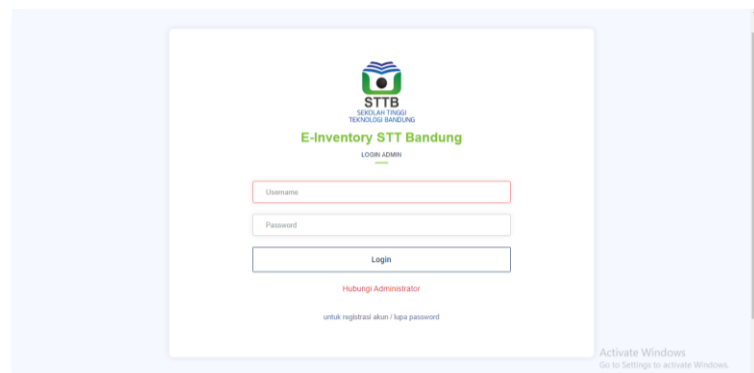 STTB
SEKOLAH TINGGI
TEKNOLOGI BANDUNG
E-Inventory STT Bandung
LOGIN ADMIN
Username
Password
Login
Hubungi Administrator
untuk registrasi akun / lupa password
Activate Windows
Go to Settings to activate Windows.